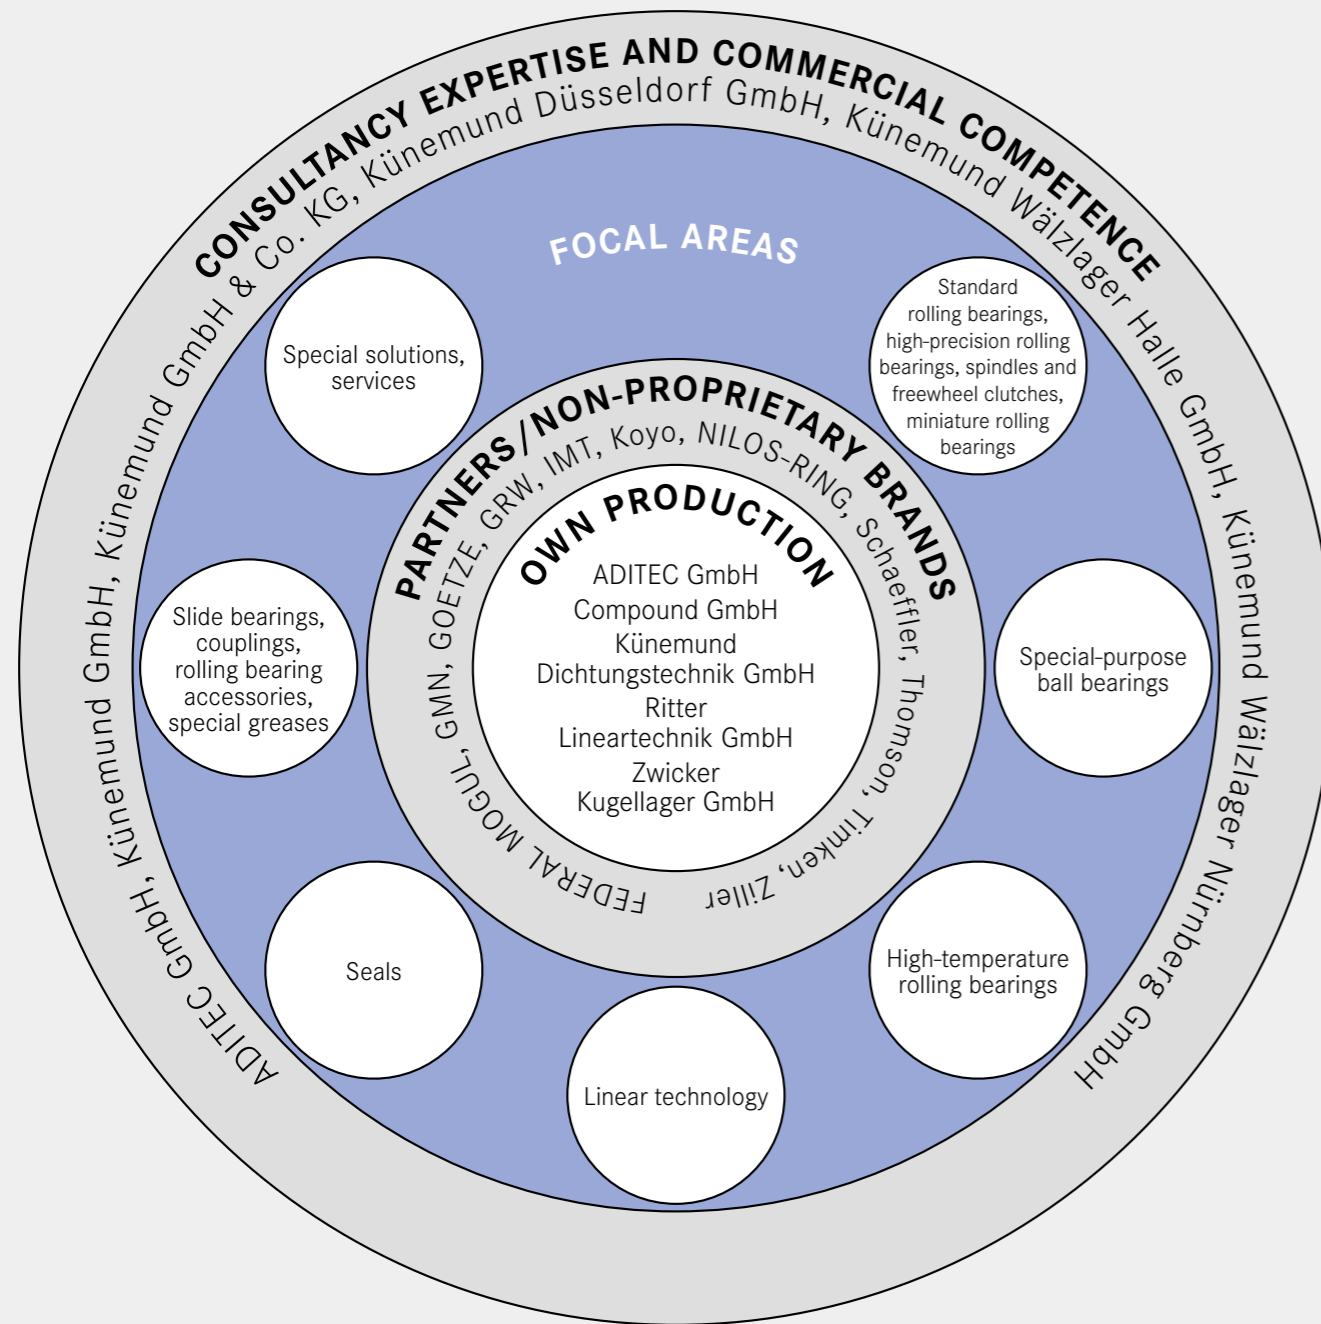 CONSULTANCY EXPERTISE AND COMMERCIAL COMPETENCE
ADITEC GmbH, Künemund GmbH, Künemund GmbH & Co. KG, Künemund Düsseldorf GmbH, Künemund Wälzlager Halle GmbH, Künemund Wälzlager Nürnberg GmbH
FOCAL AREAS
Special solutions,
services
Standard
rolling bearings,
high-precision rolling
bearings, spindles and
freewheel clutches,
miniature rolling
bearings
PARTNERS/NON-PROPRIETARY BRANDS
FEDERAL MOGUL, GMN, GOETZE, GRW, IMT, Koyo, NILOS-RING, Schaeffler, Thomson, Timken, Ziller
OWN PRODUCTION
ADITEC GmbH
Compound GmbH
Künemund
Dichtungstechnik GmbH
Ritter
Lineartechnik GmbH
Zwicker
Kugellager GmbH
Slide bearings,
couplings,
rolling bearing
accessories,
special greases
Special-purpose
ball bearings
Seals
High-temperature
rolling bearings
Linear technology